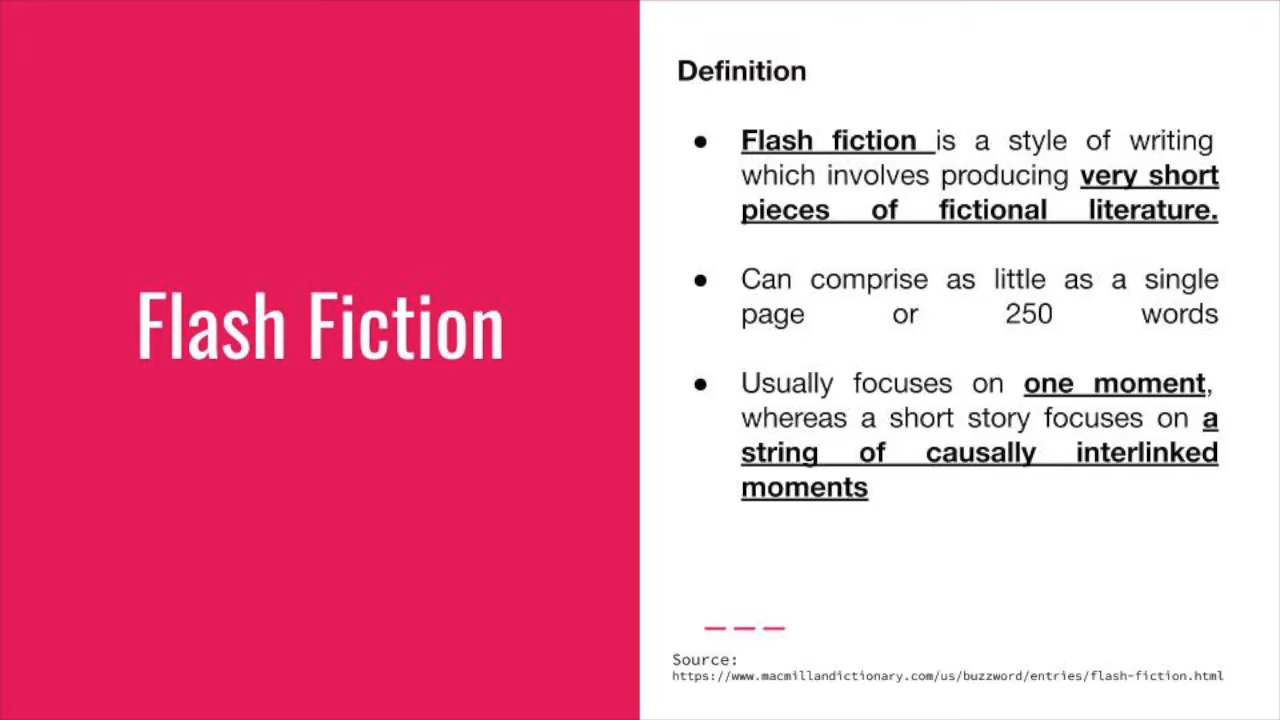 Flash Fiction
Definition
● Flash fiction is a style of writing
which involves producing very short
pieces of fictional literature.
● Can comprise as little as a single
page or 250 words
● Usually focuses on one moment,
whereas a short story focuses on a
string of causally interlinked
moments
Source:
https://www.macmillandictionary.com/us/buzzword/entries/flash-fiction.html